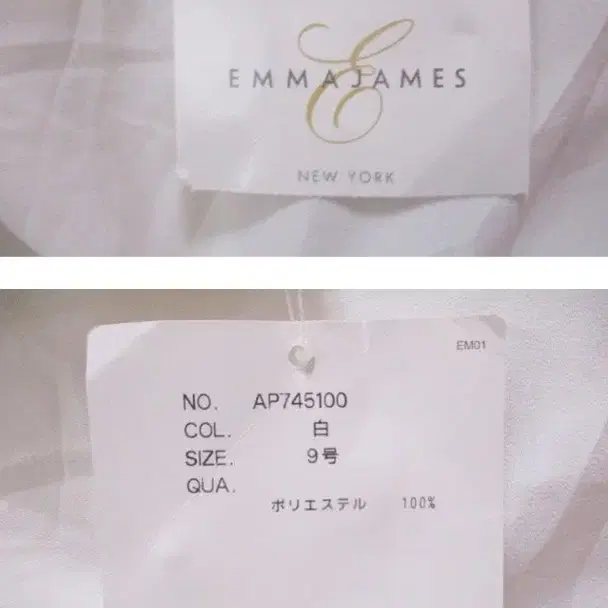 E
EMMAJAMES
NEW YORK
EM01
NO. AP745100
COL. 白
SIZE. 9号
QUA.
ポリエステル 100%